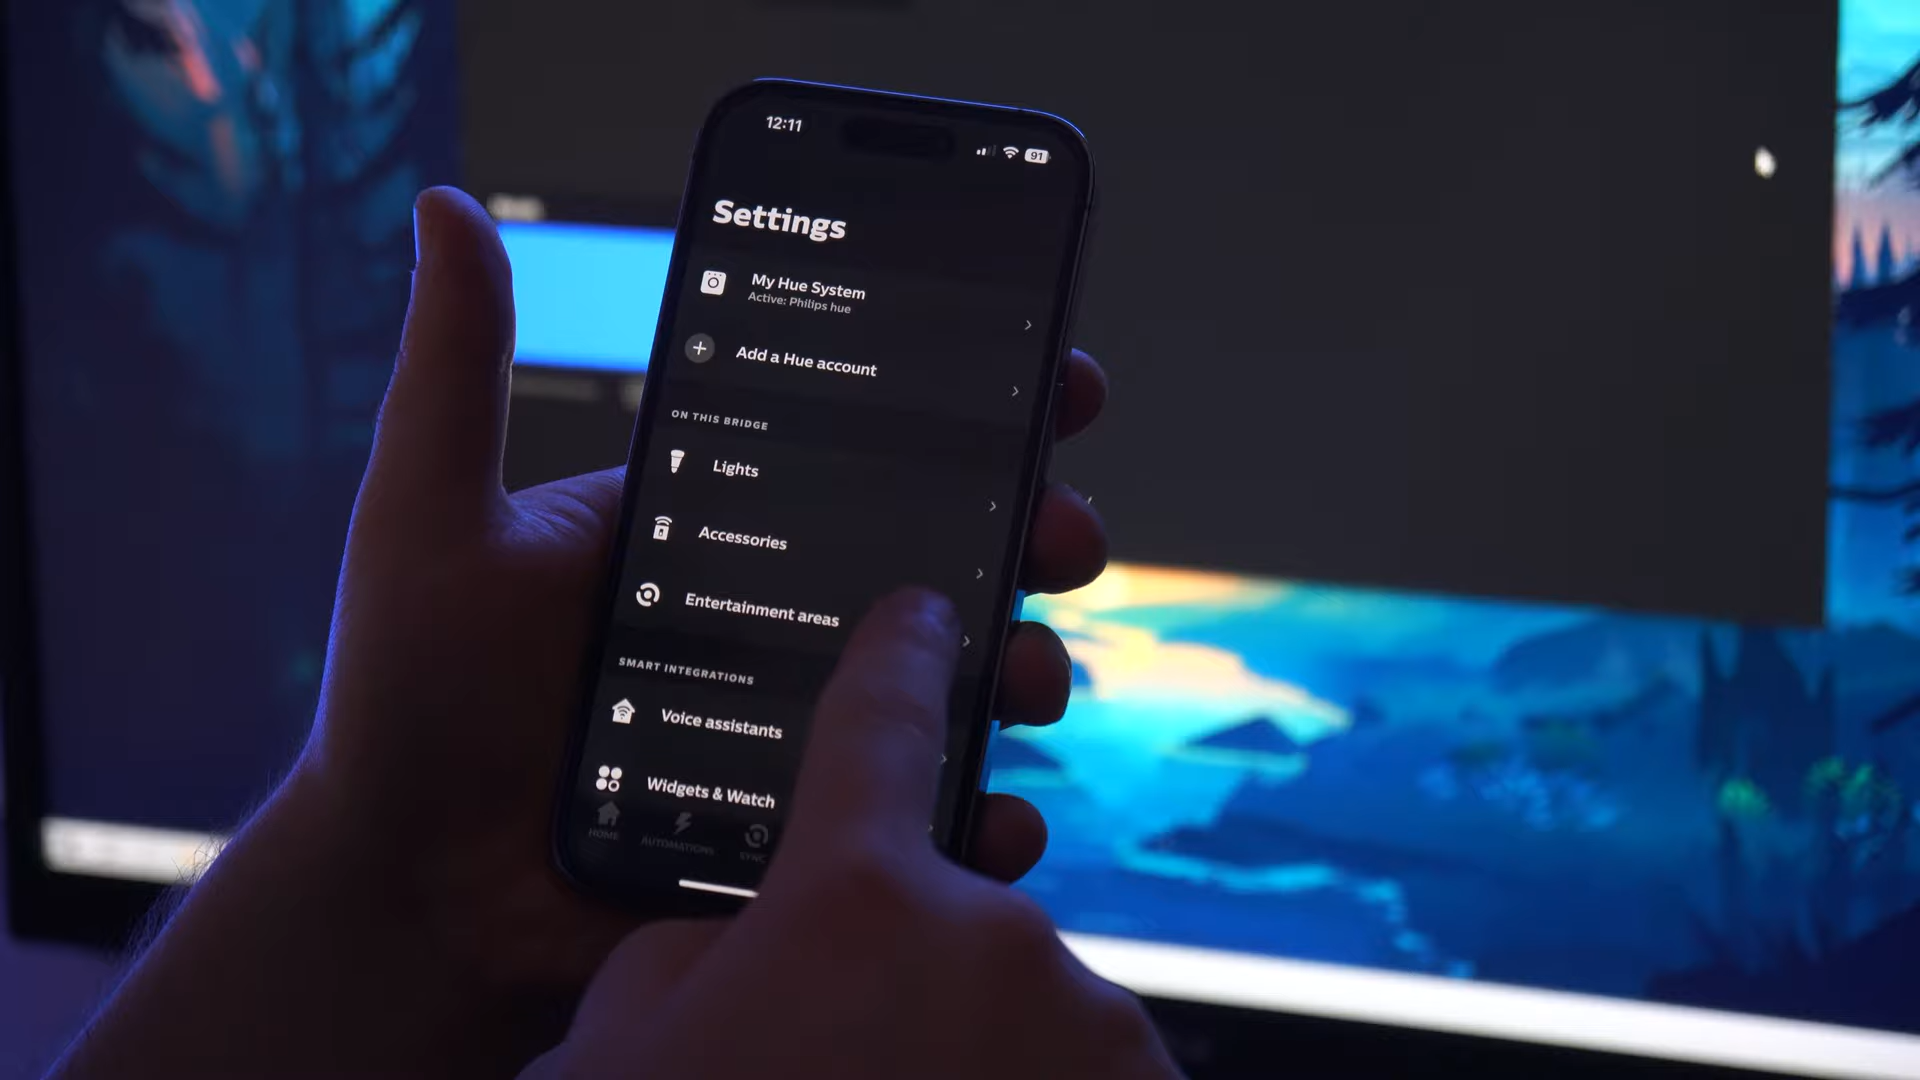 12:11
91
Settings
My Hue System
Active: Philips hue
Add a Hue account
ON THIS BRIDGE
Lights
Accessories
Entertainment areas
SMART INTEGRATIONS
Voice assistants
Widgets & Watch
HOME
AUTOMATIONS
SYNC